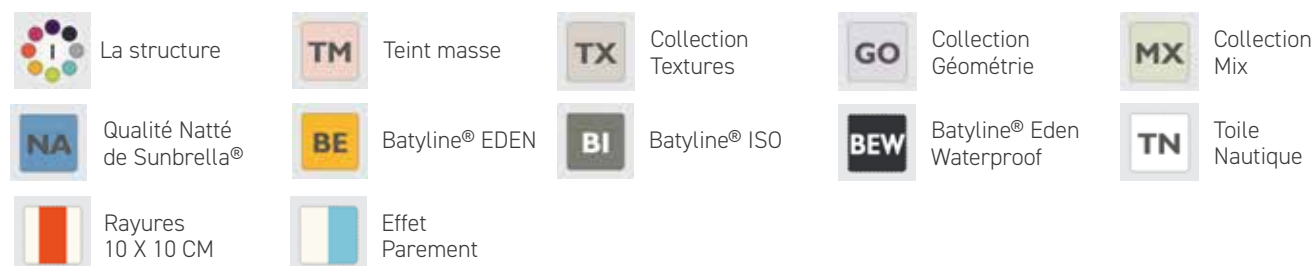 I La structure
TM Teint masse
TX Collection
Textures
GO Collection
Géométrie
MX Collection
Mix
NA Qualité Natté
de Sunbrella®
BE Batyline® EDEN
BI Batyline® ISO
BEW Batyline® Eden
Waterproof
TN Toile
Nautique
Rayures
10 X 10 CM
Effet
Parement